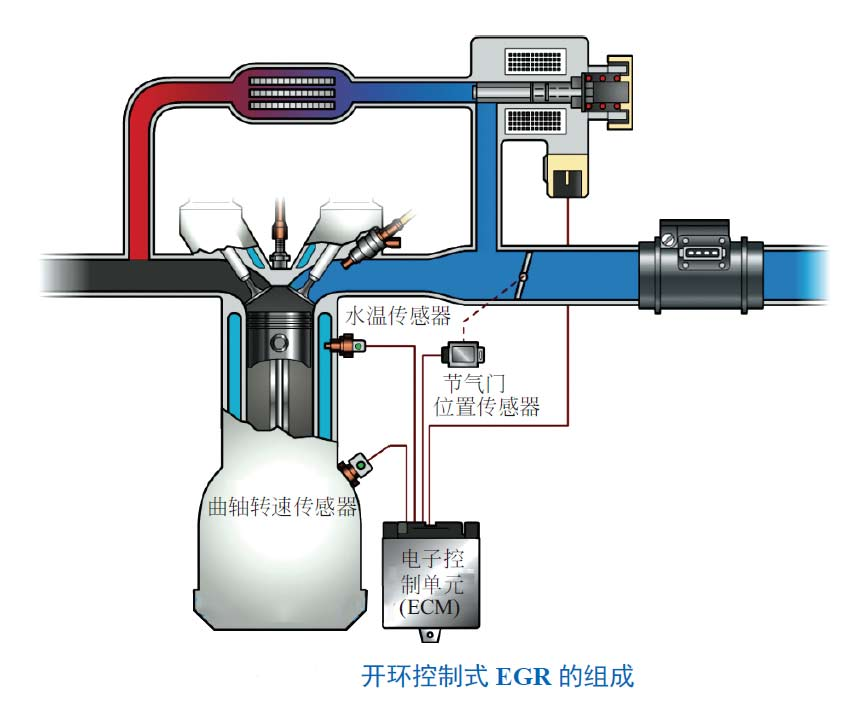 水温传感器
节气门
位置传感器
曲轴转速传感器
电子控
制单元
(ECM)
开环控制式 EGR 的组成